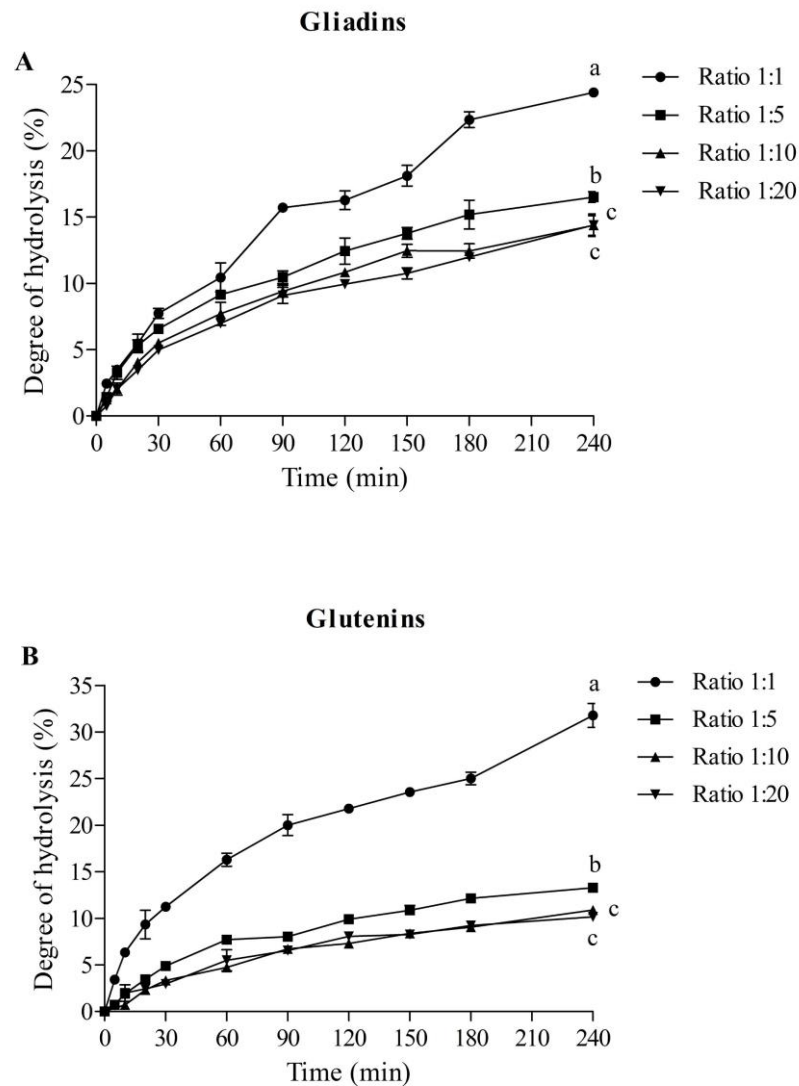 Gliadins
A
Degree of hydrolysis (%)
25
20
15
10
5
0
0 30 60 90 120 150 180 210 240
Time (min)
a
b
c
c
Ratio 1:1
Ratio 1:5
Ratio 1:10
Ratio 1:20
Glutenins
B
Degree of hydrolysis (%)
35
30
25
20
15
10
5
0
0 30 60 90 120 150 180 210 240
Time (min)
a
b
c
c
Ratio 1:1
Ratio 1:5
Ratio 1:10
Ratio 1:20